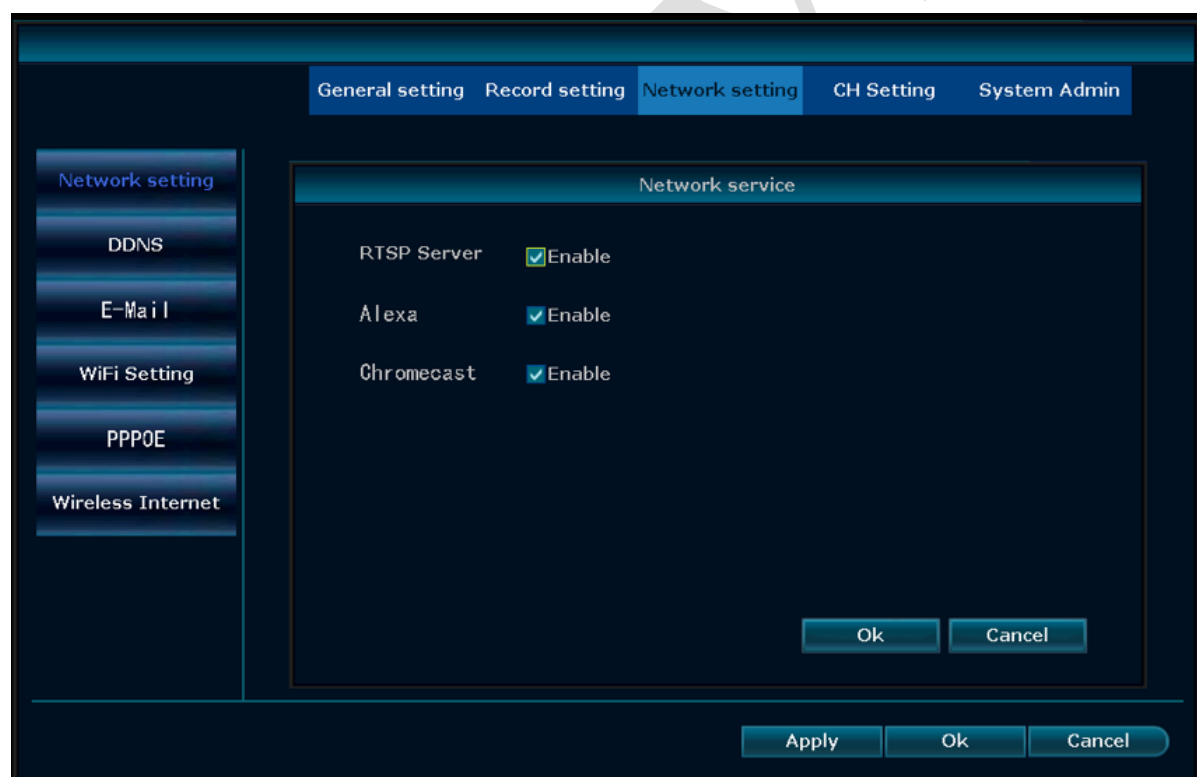 General setting Record setting Network setting CH Setting System Admin
Network setting
DDNS
E-Mail
WiFi Setting
PPPOE
Wireless Internet
Network service
RTSP Server Enable
Alexa Enable
Chromecast Enable
Ok Cancel
Apply Ok Cancel